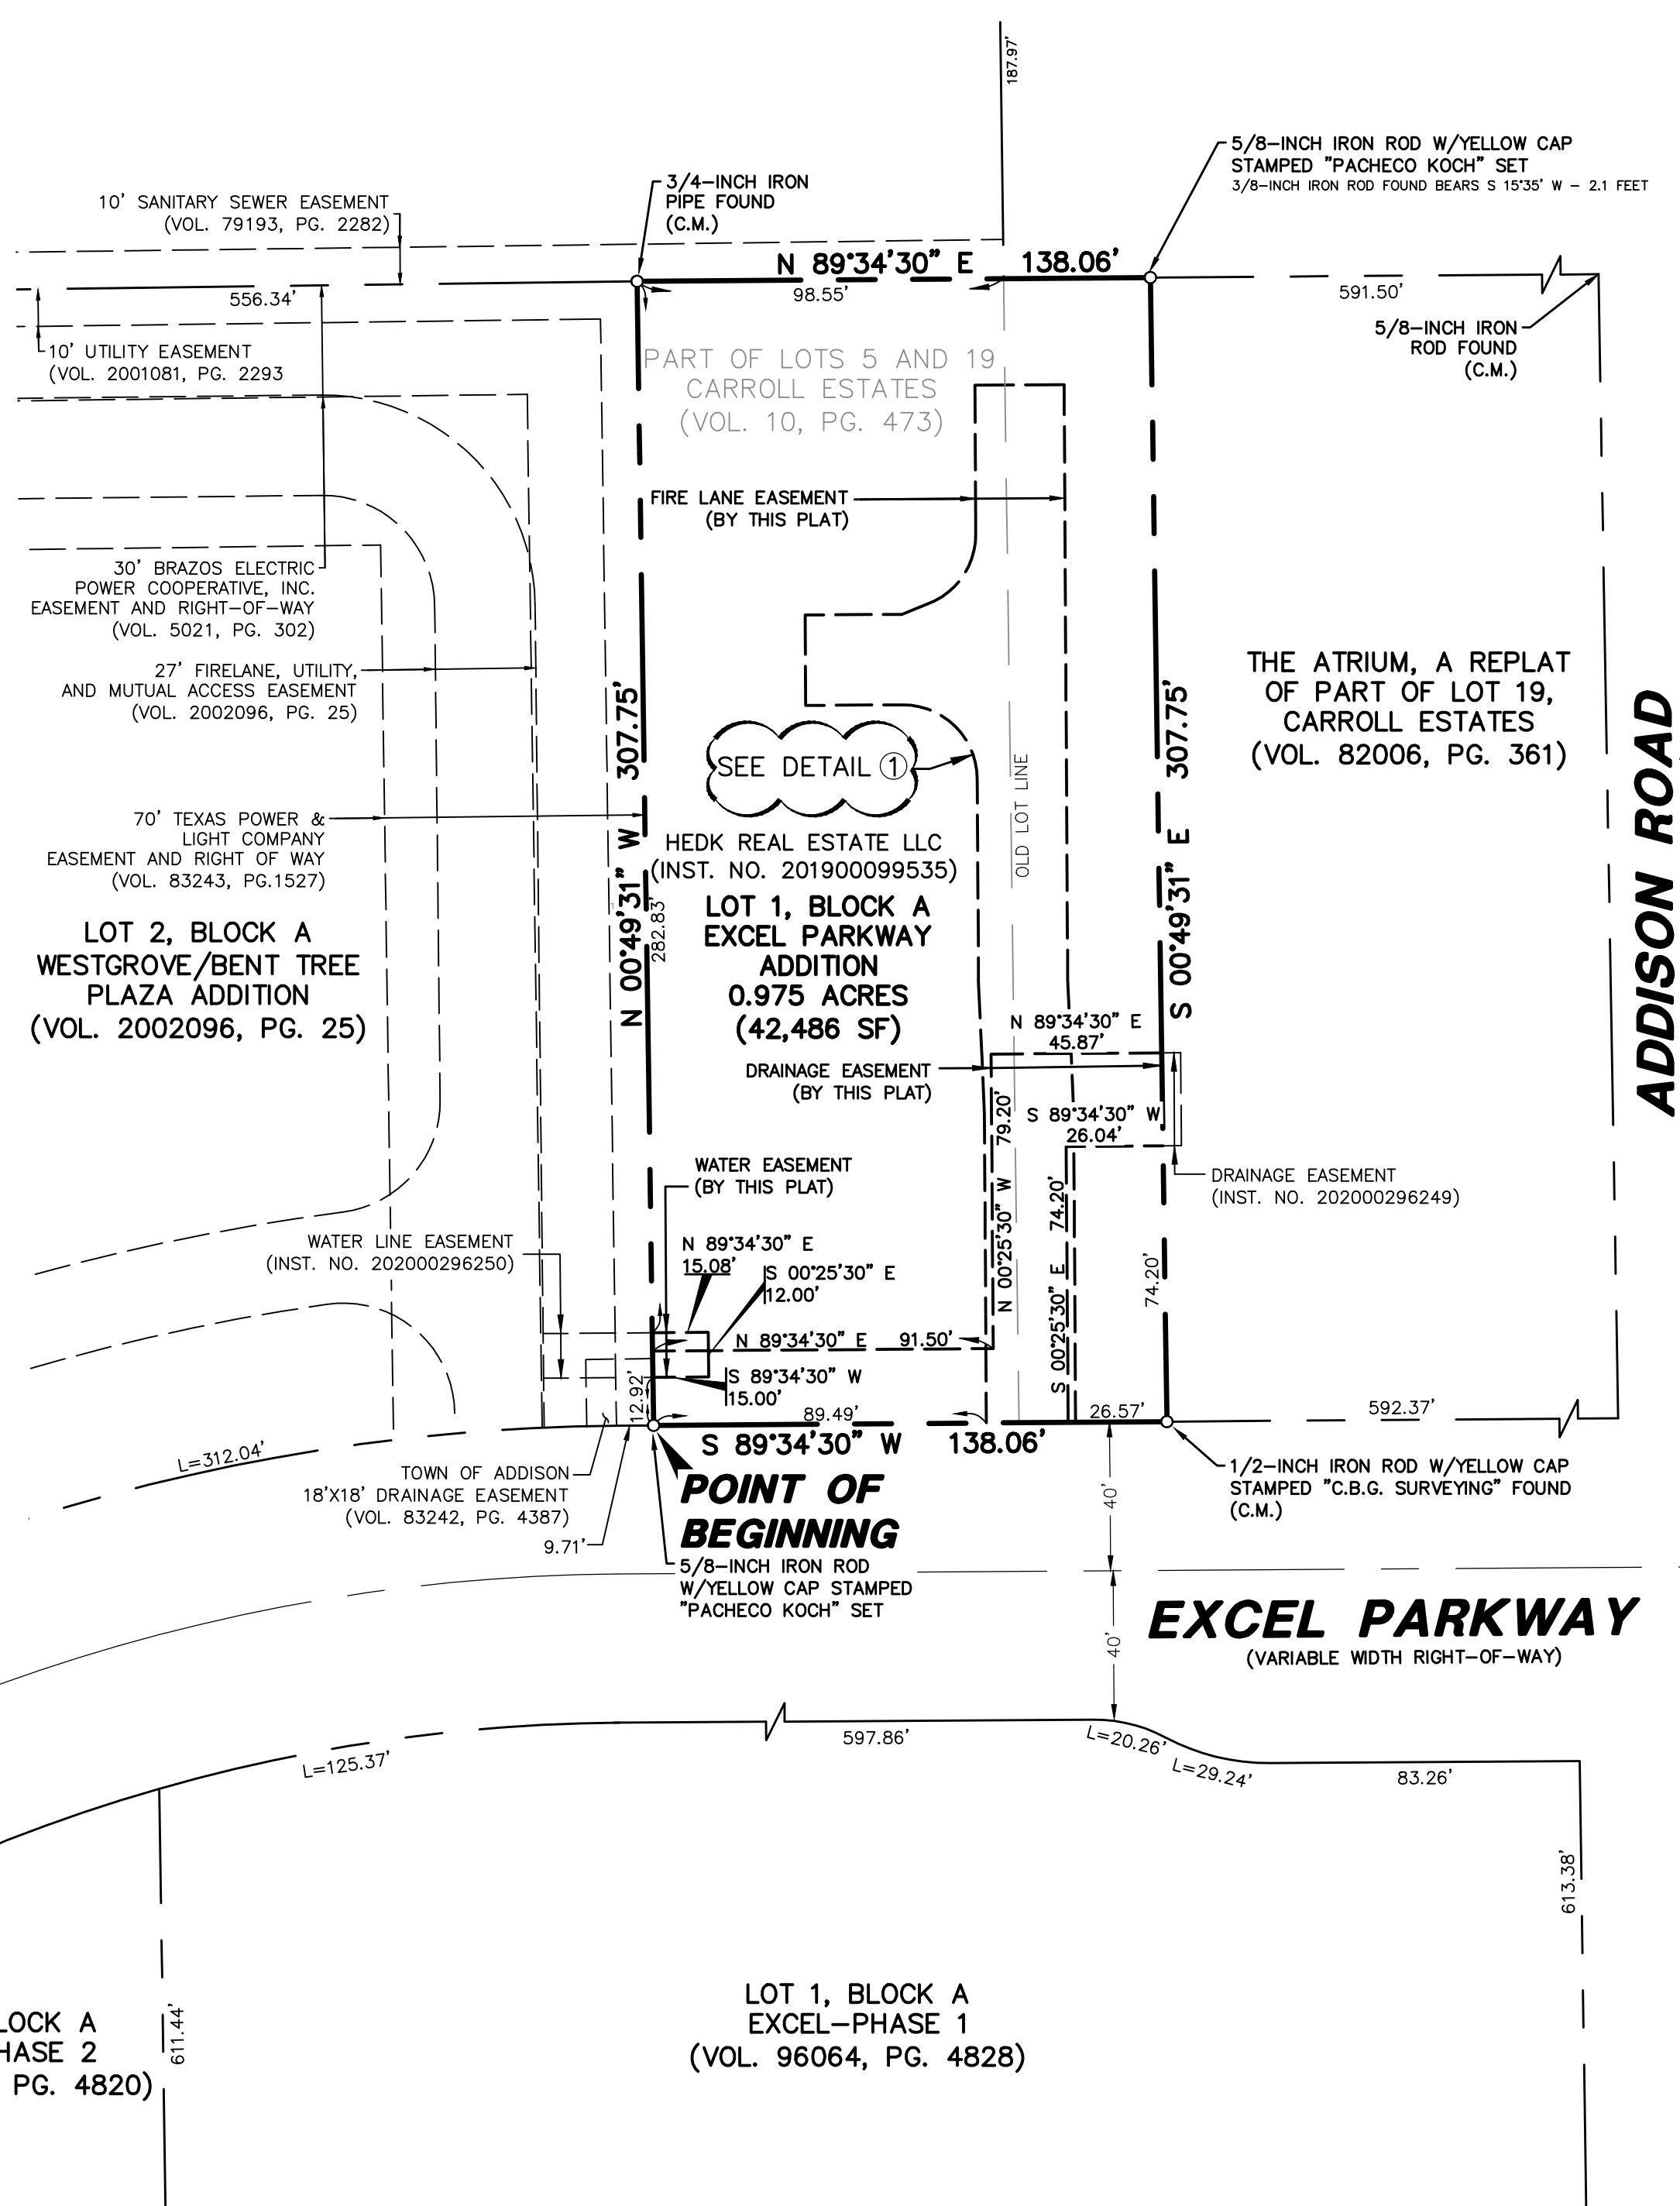 187.97'
5/8-INCH IRON ROD W/YELLOW CAP
STAMPED "PACHECO KOCH" SET
3/8-INCH IRON ROD FOUND BEARS S 15°35' W - 2.1 FEET
3/4-INCH IRON
PIPE FOUND
(C.M.)
10' SANITARY SEWER EASEMENT
(VOL. 79193, PG. 2282)
N 89°34'30" E 138.06'
556.34'
98.55'
591.50'
5/8-INCH IRON
ROD FOUND
(C.M.)
10' UTILITY EASEMENT
(VOL. 2001081, PG. 2293
PART OF LOTS 5 AND 19
CARROLL ESTATES
(VOL. 10, PG. 473)
FIRE LANE EASEMENT
(BY THIS PLAT)
30' BRAZOS ELECTRIC
POWER COOPERATIVE, INC.
EASEMENT AND RIGHT-OF-WAY
(VOL. 5021, PG. 302)
27' FIRELANE, UTILITY,
AND MUTUAL ACCESS EASEMENT
(VOL. 2002096, PG. 25)
THE ATRIUM, A REPLAT
OF PART OF LOT 19,
CARROLL ESTATES
(VOL. 82006, PG. 361)
ADDISON ROAD
N 00°49'31" W 307.75'
282.83'
S 00°49'31" E 307.75'
SEE DETAIL 1
OLD LOT LINE
70' TEXAS POWER &
LIGHT COMPANY
EASEMENT AND RIGHT OF WAY
(VOL. 83243, PG.1527)
HEDK REAL ESTATE LLC
(INST. NO. 201900099535)
LOT 1, BLOCK A
EXCEL PARKWAY
ADDITION
0.975 ACRES
(42,486 SF)
LOT 2, BLOCK A
WESTGROVE/BENT TREE
PLAZA ADDITION
(VOL. 2002096, PG. 25)
N 89°34'30" E
45.87'
DRAINAGE EASEMENT
(BY THIS PLAT)
S 89°34'30" W
26.04'
N 00°25'30" W 79.20'
S 00°25'30" E 74.20'
74.20'
DRAINAGE EASEMENT
(INST. NO. 202000296249)
WATER EASEMENT
(BY THIS PLAT)
WATER LINE EASEMENT
(INST. NO. 202000296250)
N 89°34'30" E
15.08'
S 00°25'30" E
12.00'
N 89°34'30" E 91.50'
S 89°34'30" W
15.00'
12.92'
89.49'
26.57'
592.37'
S 89°34'30" W 138.06'
L=312.04'
TOWN OF ADDISON
18'X18' DRAINAGE EASEMENT
(VOL. 83242, PG. 4387)
9.71'
POINT OF
BEGINNING
5/8-INCH IRON ROD
W/YELLOW CAP STAMPED
"PACHECO KOCH" SET
1/2-INCH IRON ROD W/YELLOW CAP
STAMPED "C.B.G. SURVEYING" FOUND
(C.M.)
40'
40'
EXCEL PARKWAY
(VARIABLE WIDTH RIGHT-OF-WAY)
L=125.37'
597.86'
L=20.26'
L=29.24'
83.26'
613.38'
611.44'
LOT 1, BLOCK A
EXCEL-PHASE 1
(VOL. 96064, PG. 4828)
LOCK A
HASE 2
PG. 4820)